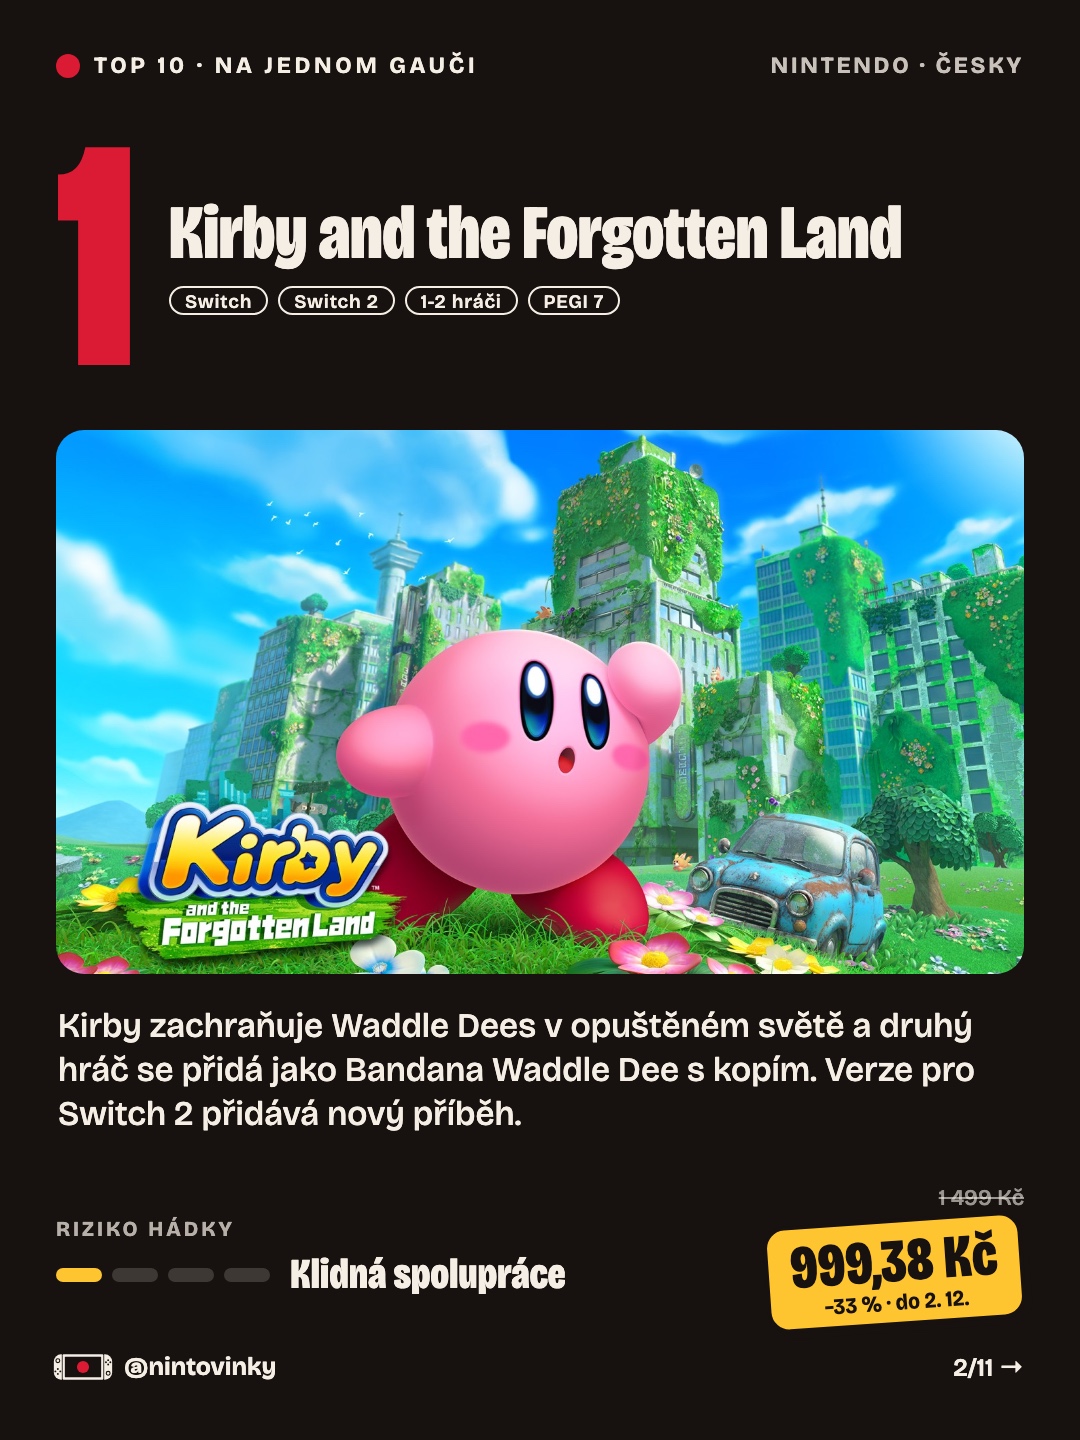 TOP 10 · NA JEDNOM GAUČI
NINTENDO · ČESKY
1
Kirby and the Forgotten Land
Switch
Switch 2
1-2 hráči
PEGI 7
Kirby
™
and the
Forgotten Land
Kirby zachraňuje Waddle Dees v opuštěném světě a druhý
hráč se přidá jako Bandana Waddle Dee s kopím. Verze pro
Switch 2 přidává nový příběh.
1 499 Kč
RIZIKO HÁDKY
Klidná spolupráce
999,38 Kč
-33 % · do 2. 12.
@nintovinky
2/11 →